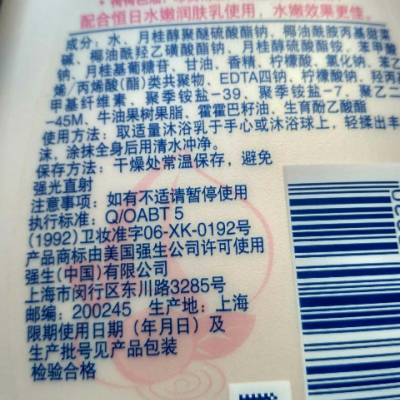 配合恒日水嫩润肤乳使用，水嫩效果更佳。
成分：水、月桂醇聚醚硫酸酯钠、椰油酰胺丙基甜菜
碱、椰油酰羟乙磺酸酯钠、月桂醇硫酸酯铵、苯甲酸
钠、月桂基葡糖苷、甘油、香精、柠檬酸、氯化钠、苯乙
烯/丙烯酸(酯)类共聚物、EDTA四钠、柠檬酸钠、羟丙
甲基纤维素、聚季铵盐-39、聚季铵盐-7、聚乙二
-45M、牛油果树果脂、霍霍巴籽油、生育酚乙酸酯
使用方法：取适量沐浴乳于手心或沐浴球上，轻揉出丰
沫，涂抹全身后用清水冲净。
保存方法：干燥处常温保存，避免
强光直射
注意事项：如有不适请暂停使用
执行标准：Q/OABT 5
(1992)卫妆准字06-XK-0192号
产品商标由美国强生公司许可使用
强生(中国)有限公司
上海市闵行区东川路3285号
邮编：200245 生产地：上海
限期使用日期（年月日）及
生产批号见产品包装
检验合格